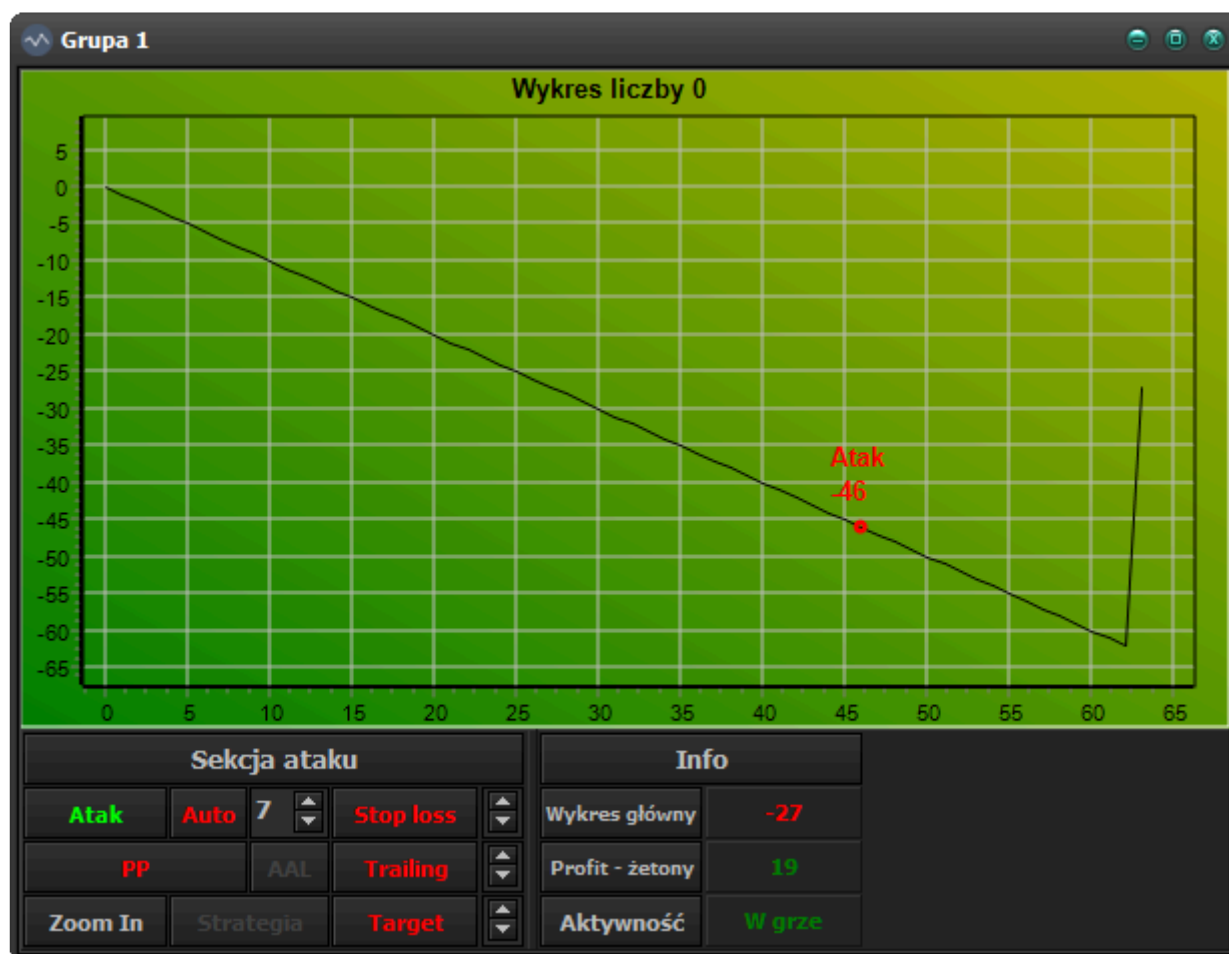 Grupa 1
Wykres liczby 0
5
0
-5
-10
-15
-20
-25
-30
-35
-40
-45
-50
-55
-60
-65
Atak
-46
0 5 10 15 20 25 30 35 40 45 50 55 60 65
Sekcja ataku
Info
Atak Auto 7 Stop loss
Wykres główny -27
PP AAL Trailing
Profit - żetony 19
Zoom In Strategia Target
Aktywność W grze